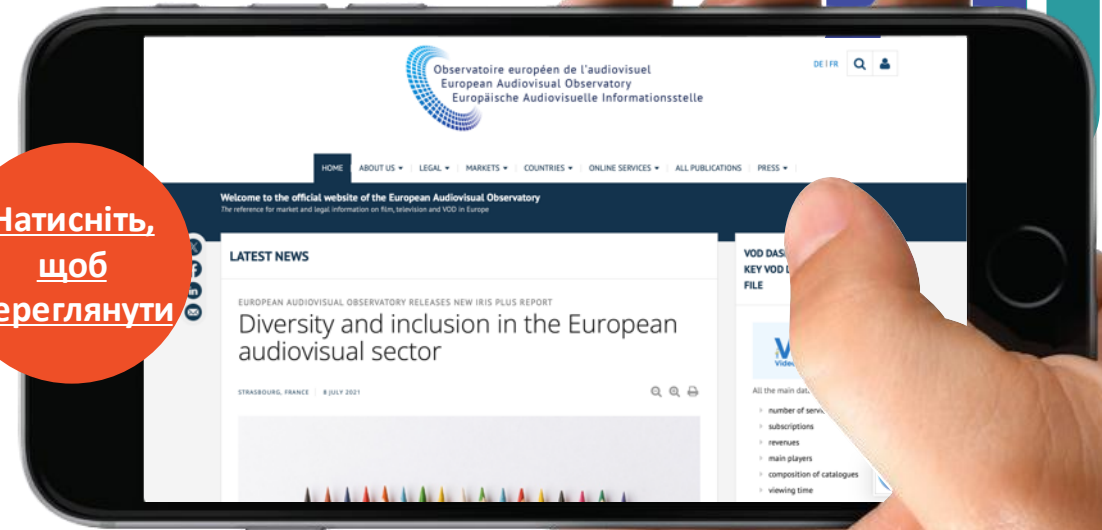 Observatoire européen de l'audiovisuel
European Audiovisual Observatory
Europäische Audiovisuelle Informationsstelle
DE | FR
HOME ABOUT US LEGAL MARKETS COUNTRIES ONLINE SERVICES ALL PUBLICATIONS PRESS
Welcome to the official website of the European Audiovisual Observatory
The reference for market and legal information on film, television and VOD in Europe
Натисніть,
щоб
ереглянути
LATEST NEWS
EUROPEAN AUDIOVISUAL OBSERVATORY RELEASES NEW IRIS PLUS REPORT
Diversity and inclusion in the European
audiovisual sector
STRASBOURG, FRANCE | 8 JULY 2021
VOD
KEY VOD
FILE
All the main
number of
subscriptions
revenues
main players
composition of catalogues
viewing time